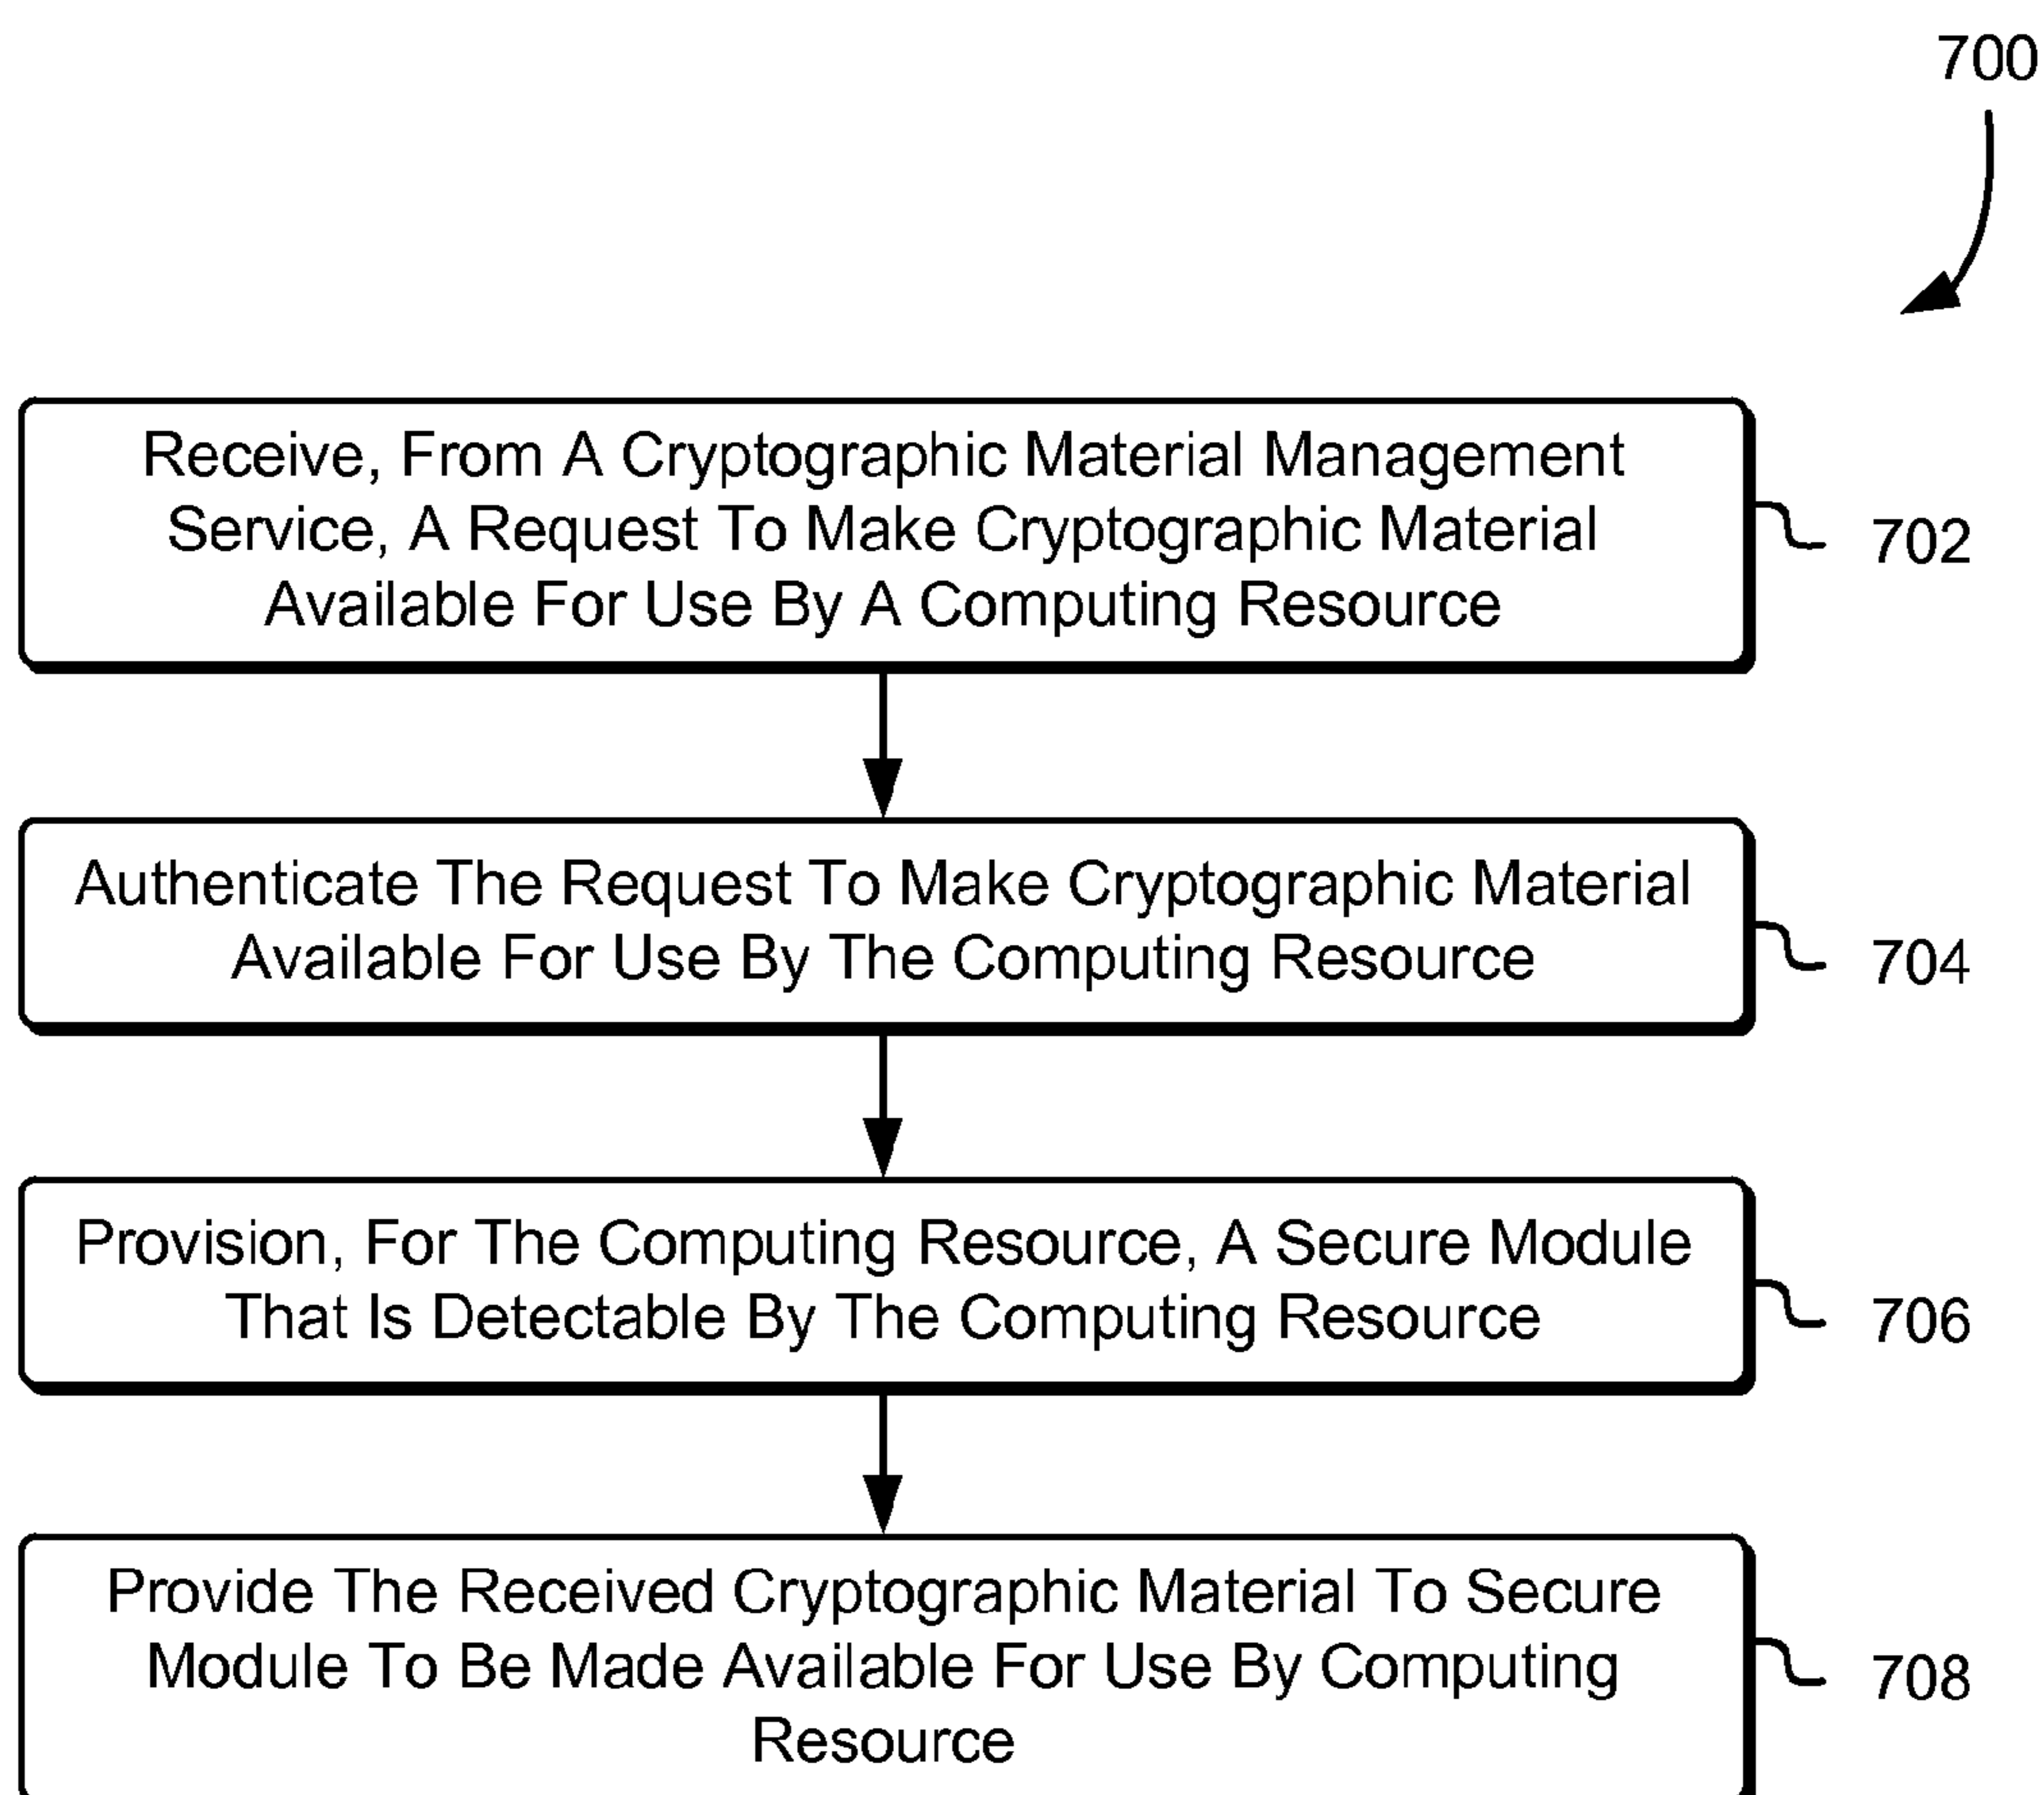 700
Receive, From A Cryptographic Material Management
Service, A Request To Make Cryptographic Material
Available For Use By A Computing Resource
702
Authenticate The Request To Make Cryptographic Material
Available For Use By The Computing Resource
704
Provision, For The Computing Resource, A Secure Module
That Is Detectable By The Computing Resource
706
Provide The Received Cryptographic Material To Secure
Module To Be Made Available For Use By Computing
Resource
708